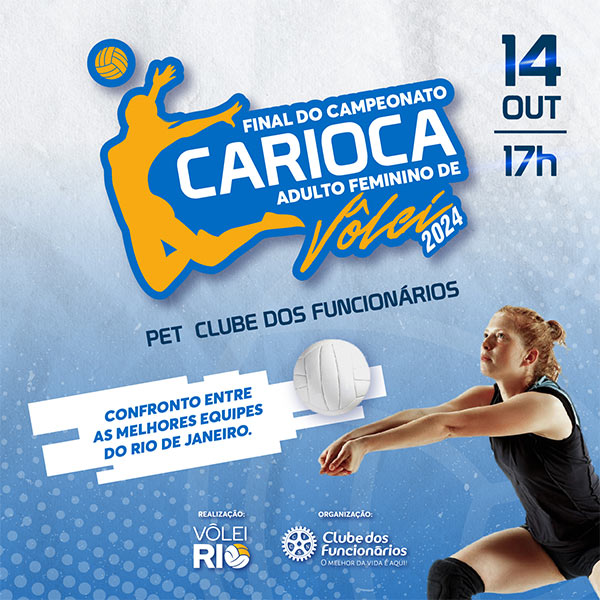 14
OUT
17h
FINAL DO CAMPEONATO
CARIOCA
ADULTO FEMININO DE
Vôlei
2024
PET CLUBE DOS FUNCIONÁRIOS
CONFRONTO ENTRE
AS MELHORES EQUIPES
DO RIO DE JANEIRO.
REALIZAÇÃO:
VÔLEI
RIO
ORGANIZAÇÃO:
Clube dos
Funcionários
O MELHOR DA VIDA É AQUI!